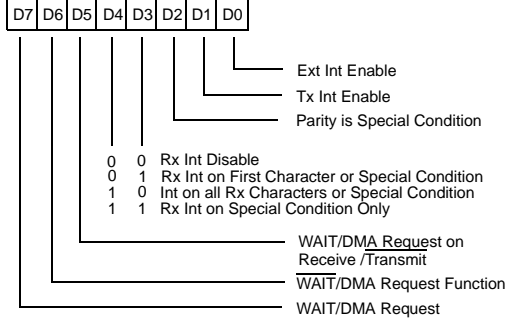 D7 D6 D5 D4 D3 D2 D1 D0
Ext Int Enable
Tx Int Enable
Parity is Special Condition
0 0 Rx Int Disable
0 1 Rx Int on First Character or Special Condition
1 0 Int on all Rx Characters or Special Condition
1 1 Rx Int on Special Condition Only
WAIT/DMA Request on
Receive /Transmit
WAIT/DMA Request Function
WAIT/DMA Request